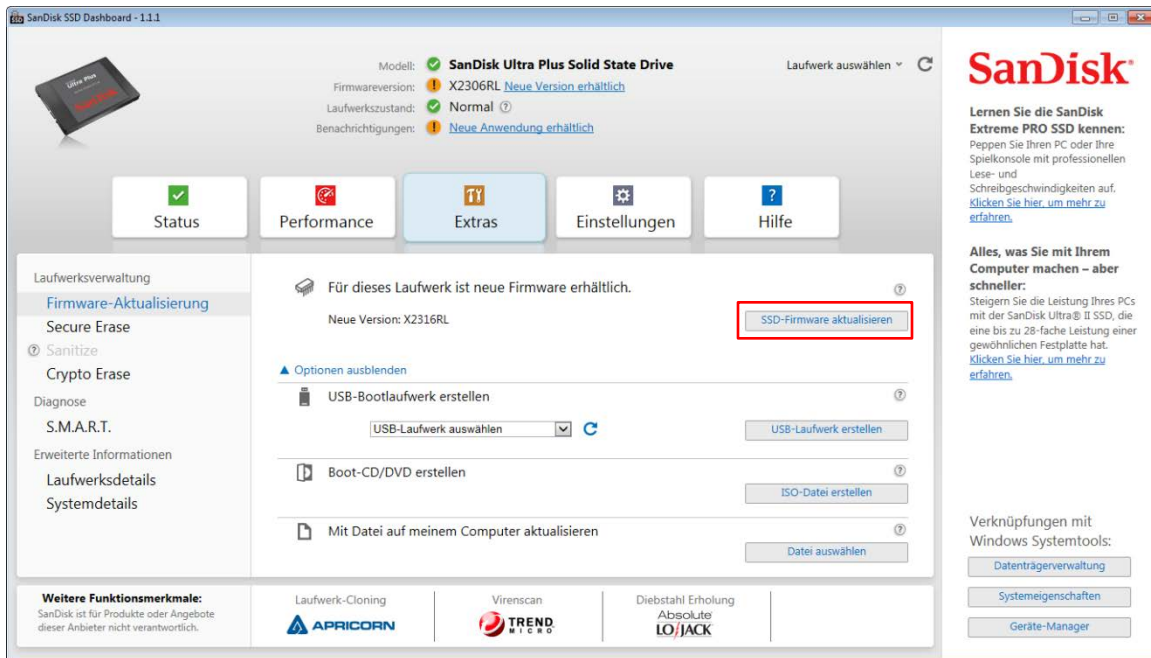 SanDisk SSD Dashboard - 1.1.1
Ultra Plus
SanDisk
Modell: SanDisk Ultra Plus Solid State Drive
Firmwareversion: X2306RL Neue Version erhältlich
Laufwerkszustand: Normal
Benachrichtigungen: Neue Anwendung erhältlich
Laufwerk auswählen
Status
Performance
Extras
Einstellungen
Hilfe
Laufwerksverwaltung
Firmware-Aktualisierung
Secure Erase
Sanitize
Crypto Erase
Diagnose
S.M.A.R.T.
Erweiterte Informationen
Laufwerksdetails
Systemdetails
Für dieses Laufwerk ist neue Firmware erhältlich.
Neue Version: X2316RL
SSD-Firmware aktualisieren
Optionen ausblenden
USB-Bootlaufwerk erstellen
USB-Laufwerk auswählen
USB-Laufwerk erstellen
Boot-CD/DVD erstellen
ISO-Datei erstellen
Mit Datei auf meinem Computer aktualisieren
Datei auswählen
Weitere Funktionsmerkmale:
SanDisk ist für Produkte oder Angebote
dieser Anbieter nicht verantwortlich.
Laufwerk-Cloning
APRICORN
Virenscan
TREND
MICRO
Diebstahl Erholung
Absolute
LO/JACK
SanDisk
Lernen Sie die SanDisk
Extreme PRO SSD kennen:
Peppen Sie Ihren PC oder Ihre
Spielkonsole mit professionellen
Lese- und
Schreibgeschwindigkeiten auf.
Klicken Sie hier, um mehr zu
erfahren.
Alles, was Sie mit Ihrem
Computer machen – aber
schneller:
Steigern Sie die Leistung Ihres PCs
mit der SanDisk Ultra® II SSD, die
eine bis zu 28-fache Leistung einer
gewöhnlichen Festplatte hat.
Klicken Sie hier, um mehr zu
erfahren.
Verknüpfungen mit
Windows Systemtools:
Datenträgerverwaltung
Systemeigenschaften
Geräte-Manager